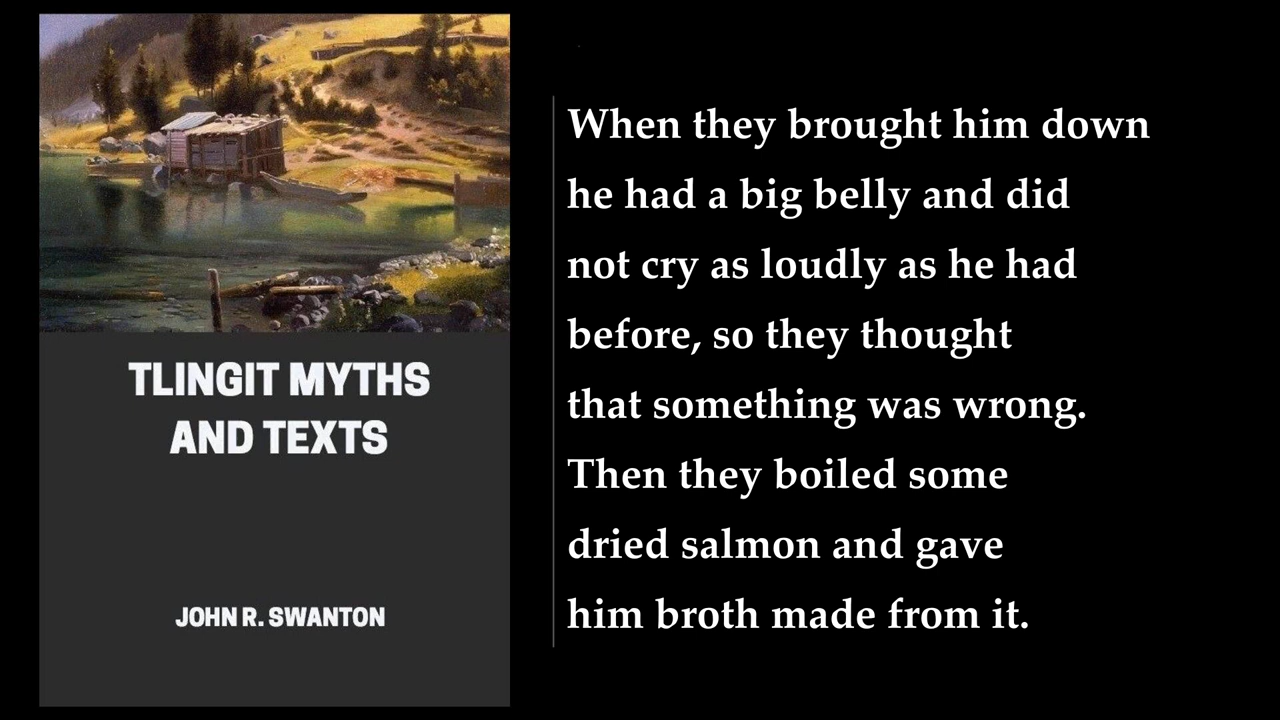 TLINGIT MYTHS
AND TEXTS
JOHN R. SWANTON
When they brought him down
he had a big belly and did
not cry as loudly as he had
before, so they thought
that something was wrong.
Then they boiled some
dried salmon and gave
him broth made from it.